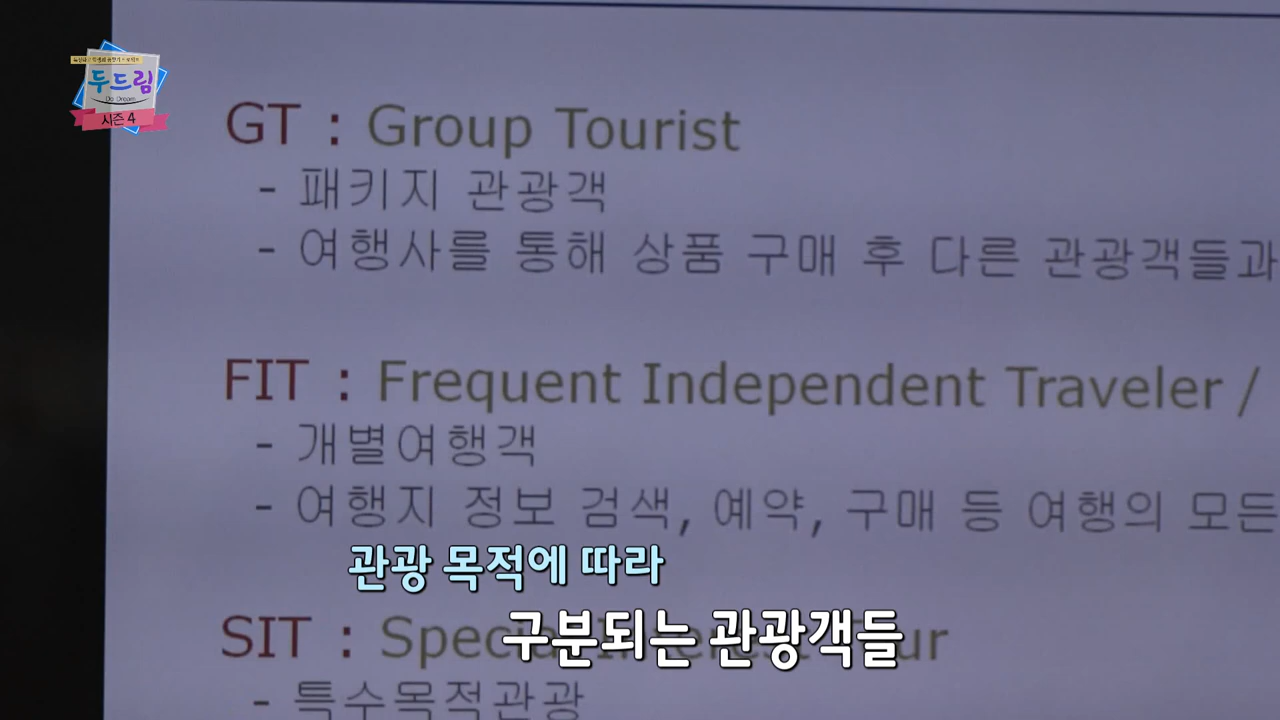 두드림
Do Dream
시즌 4
GT : Group Tourist
- 패키지 관광객
- 여행사를 통해 상품 구매 후 다른 관광객들과
FIT : Frequent Independent Traveler /
- 개별여행객
- 여행지 정보 검색, 예약, 구매 등 여행의 모든
관광 목적에 따라
구분되는 관광객들
SIT :
- 특수목적관광